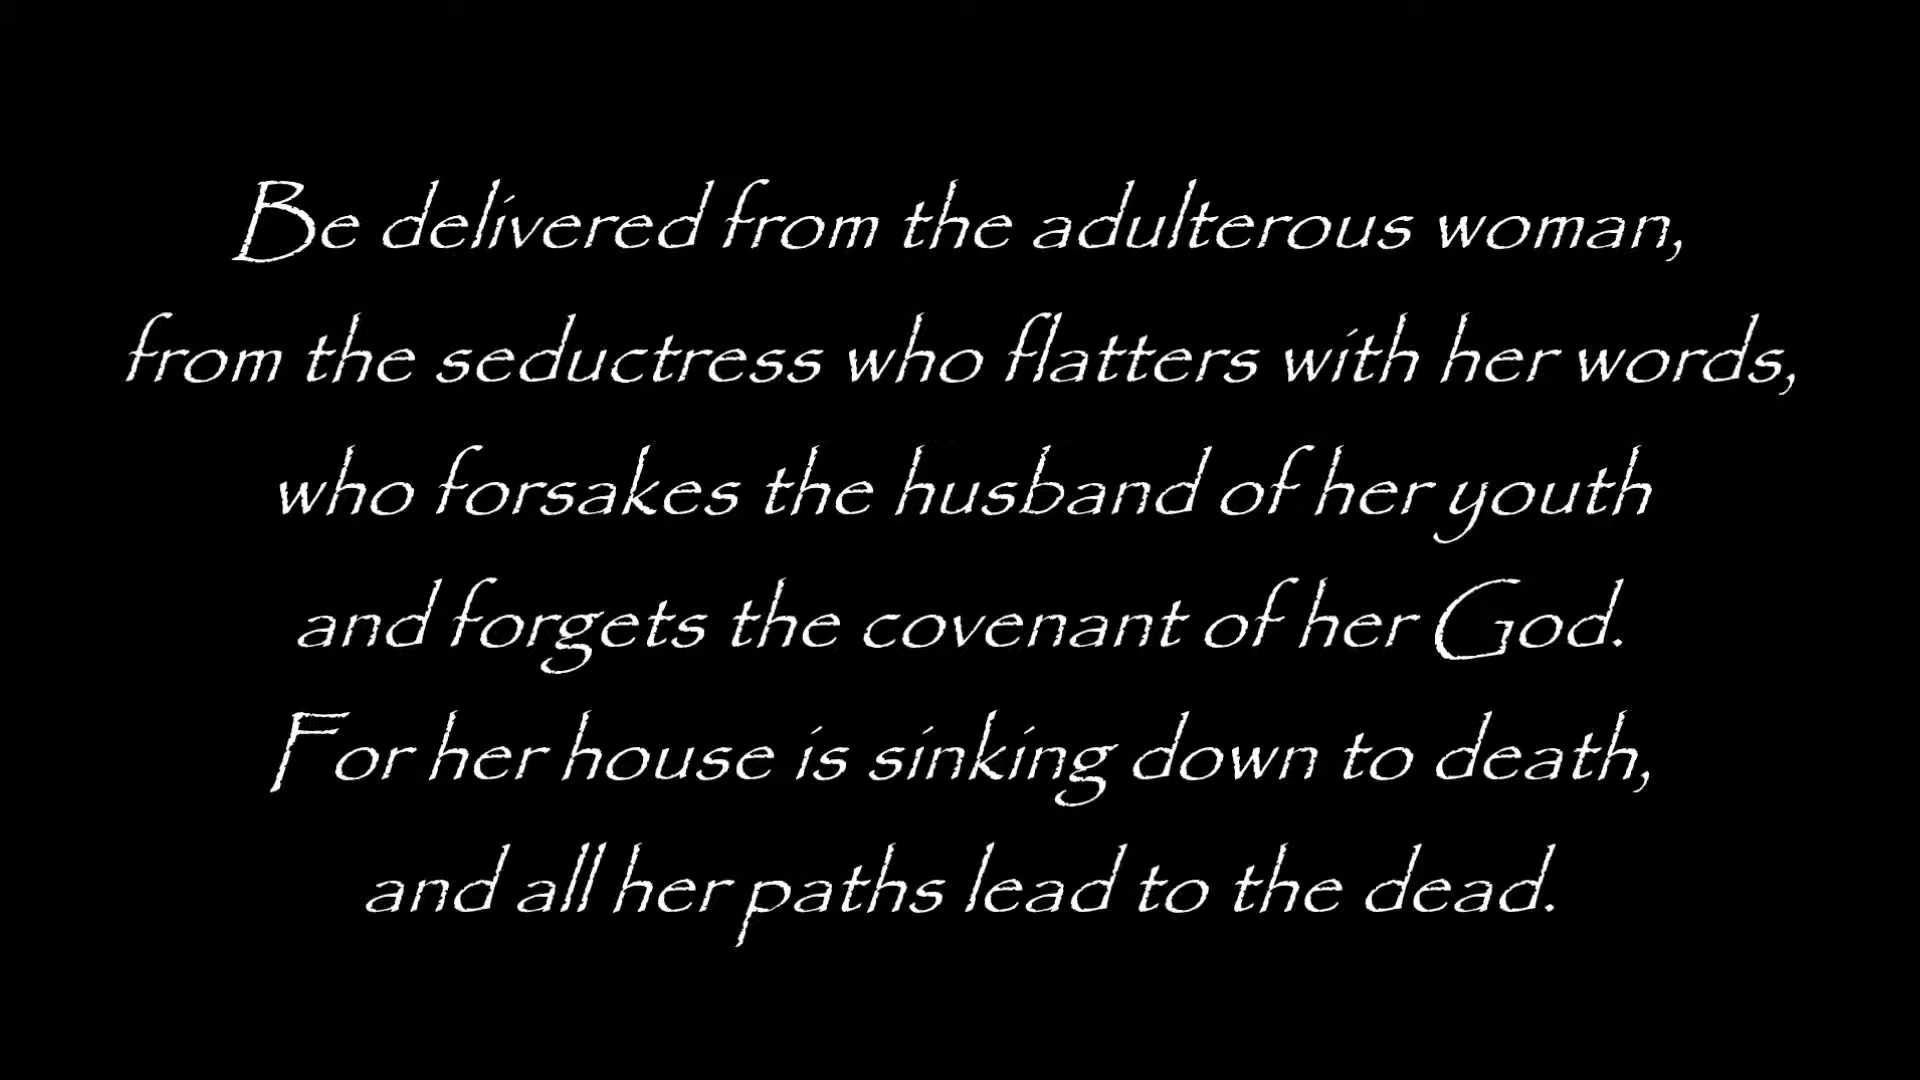 Be delivered from the adulterous woman,
from the seductress who flatters with her words,
who forsakes the husband of her youth
and forgets the covenant of her God.
For her house is sinking down to death,
and all her paths lead to the dead.